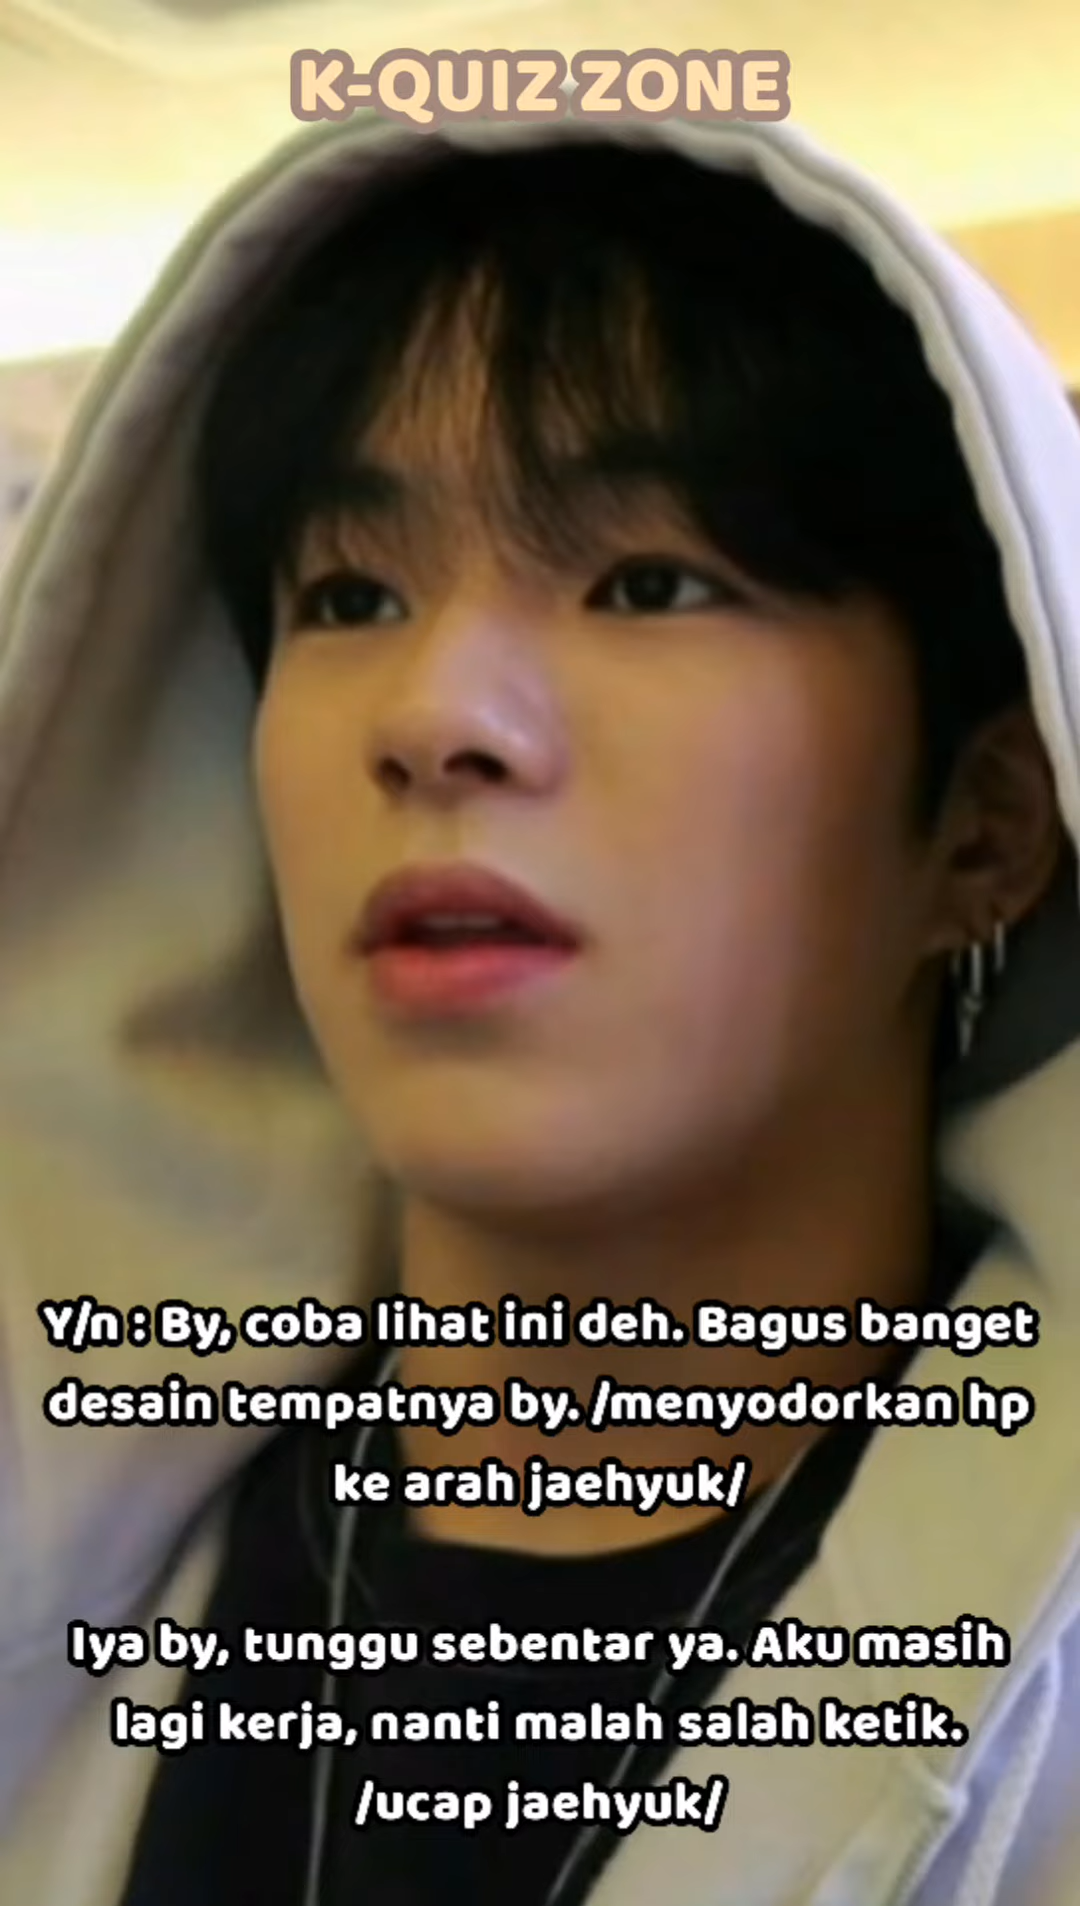 K-QUIZ ZONE
Y/n : By, coba lihat ini deh. Bagus banget
desain tempatnya by. /menyodorkan hp
ke arah jaehyuk/
Iya by, tunggu sebentar ya. Aku masih
lagi kerja, nanti malah salah ketik.
/ucap jaehyuk/